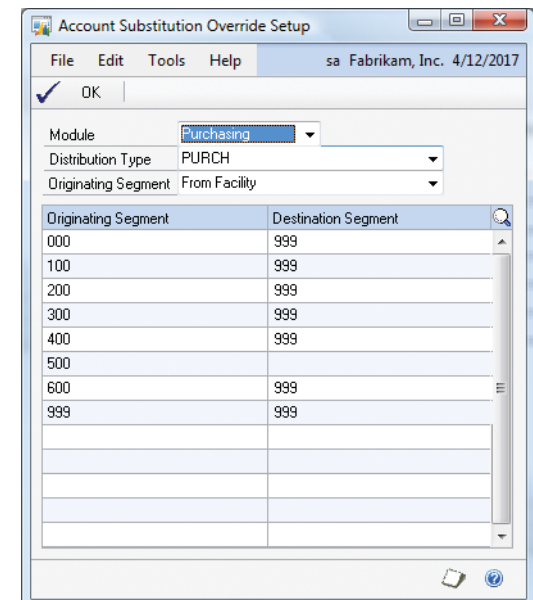 Account Substitution Override Setup
File Edit Tools Help sa Fabrikam, Inc. 4/12/2017
OK
Module Purchasing
Distribution Type PURCH
Originating Segment From Facility
Originating Segment Destination Segment
000 999
100 999
200 999
300 999
400 999
500
600 999
999 999